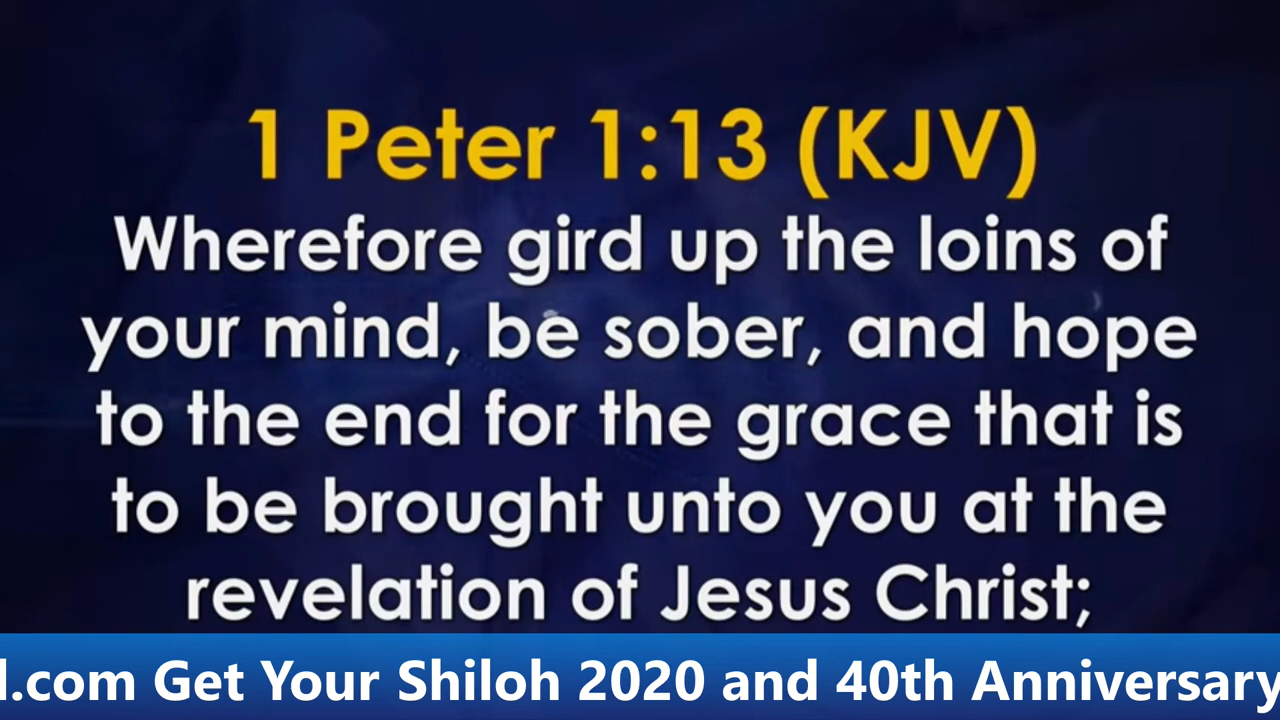 1 Peter 1:13 (KJV)
Wherefore gird up the loins of
your mind, be sober, and hope
to the end for the grace that is
to be brought unto you at the
revelation of Jesus Christ;
.com Get Your Shiloh 2020 and 40th Anniversary